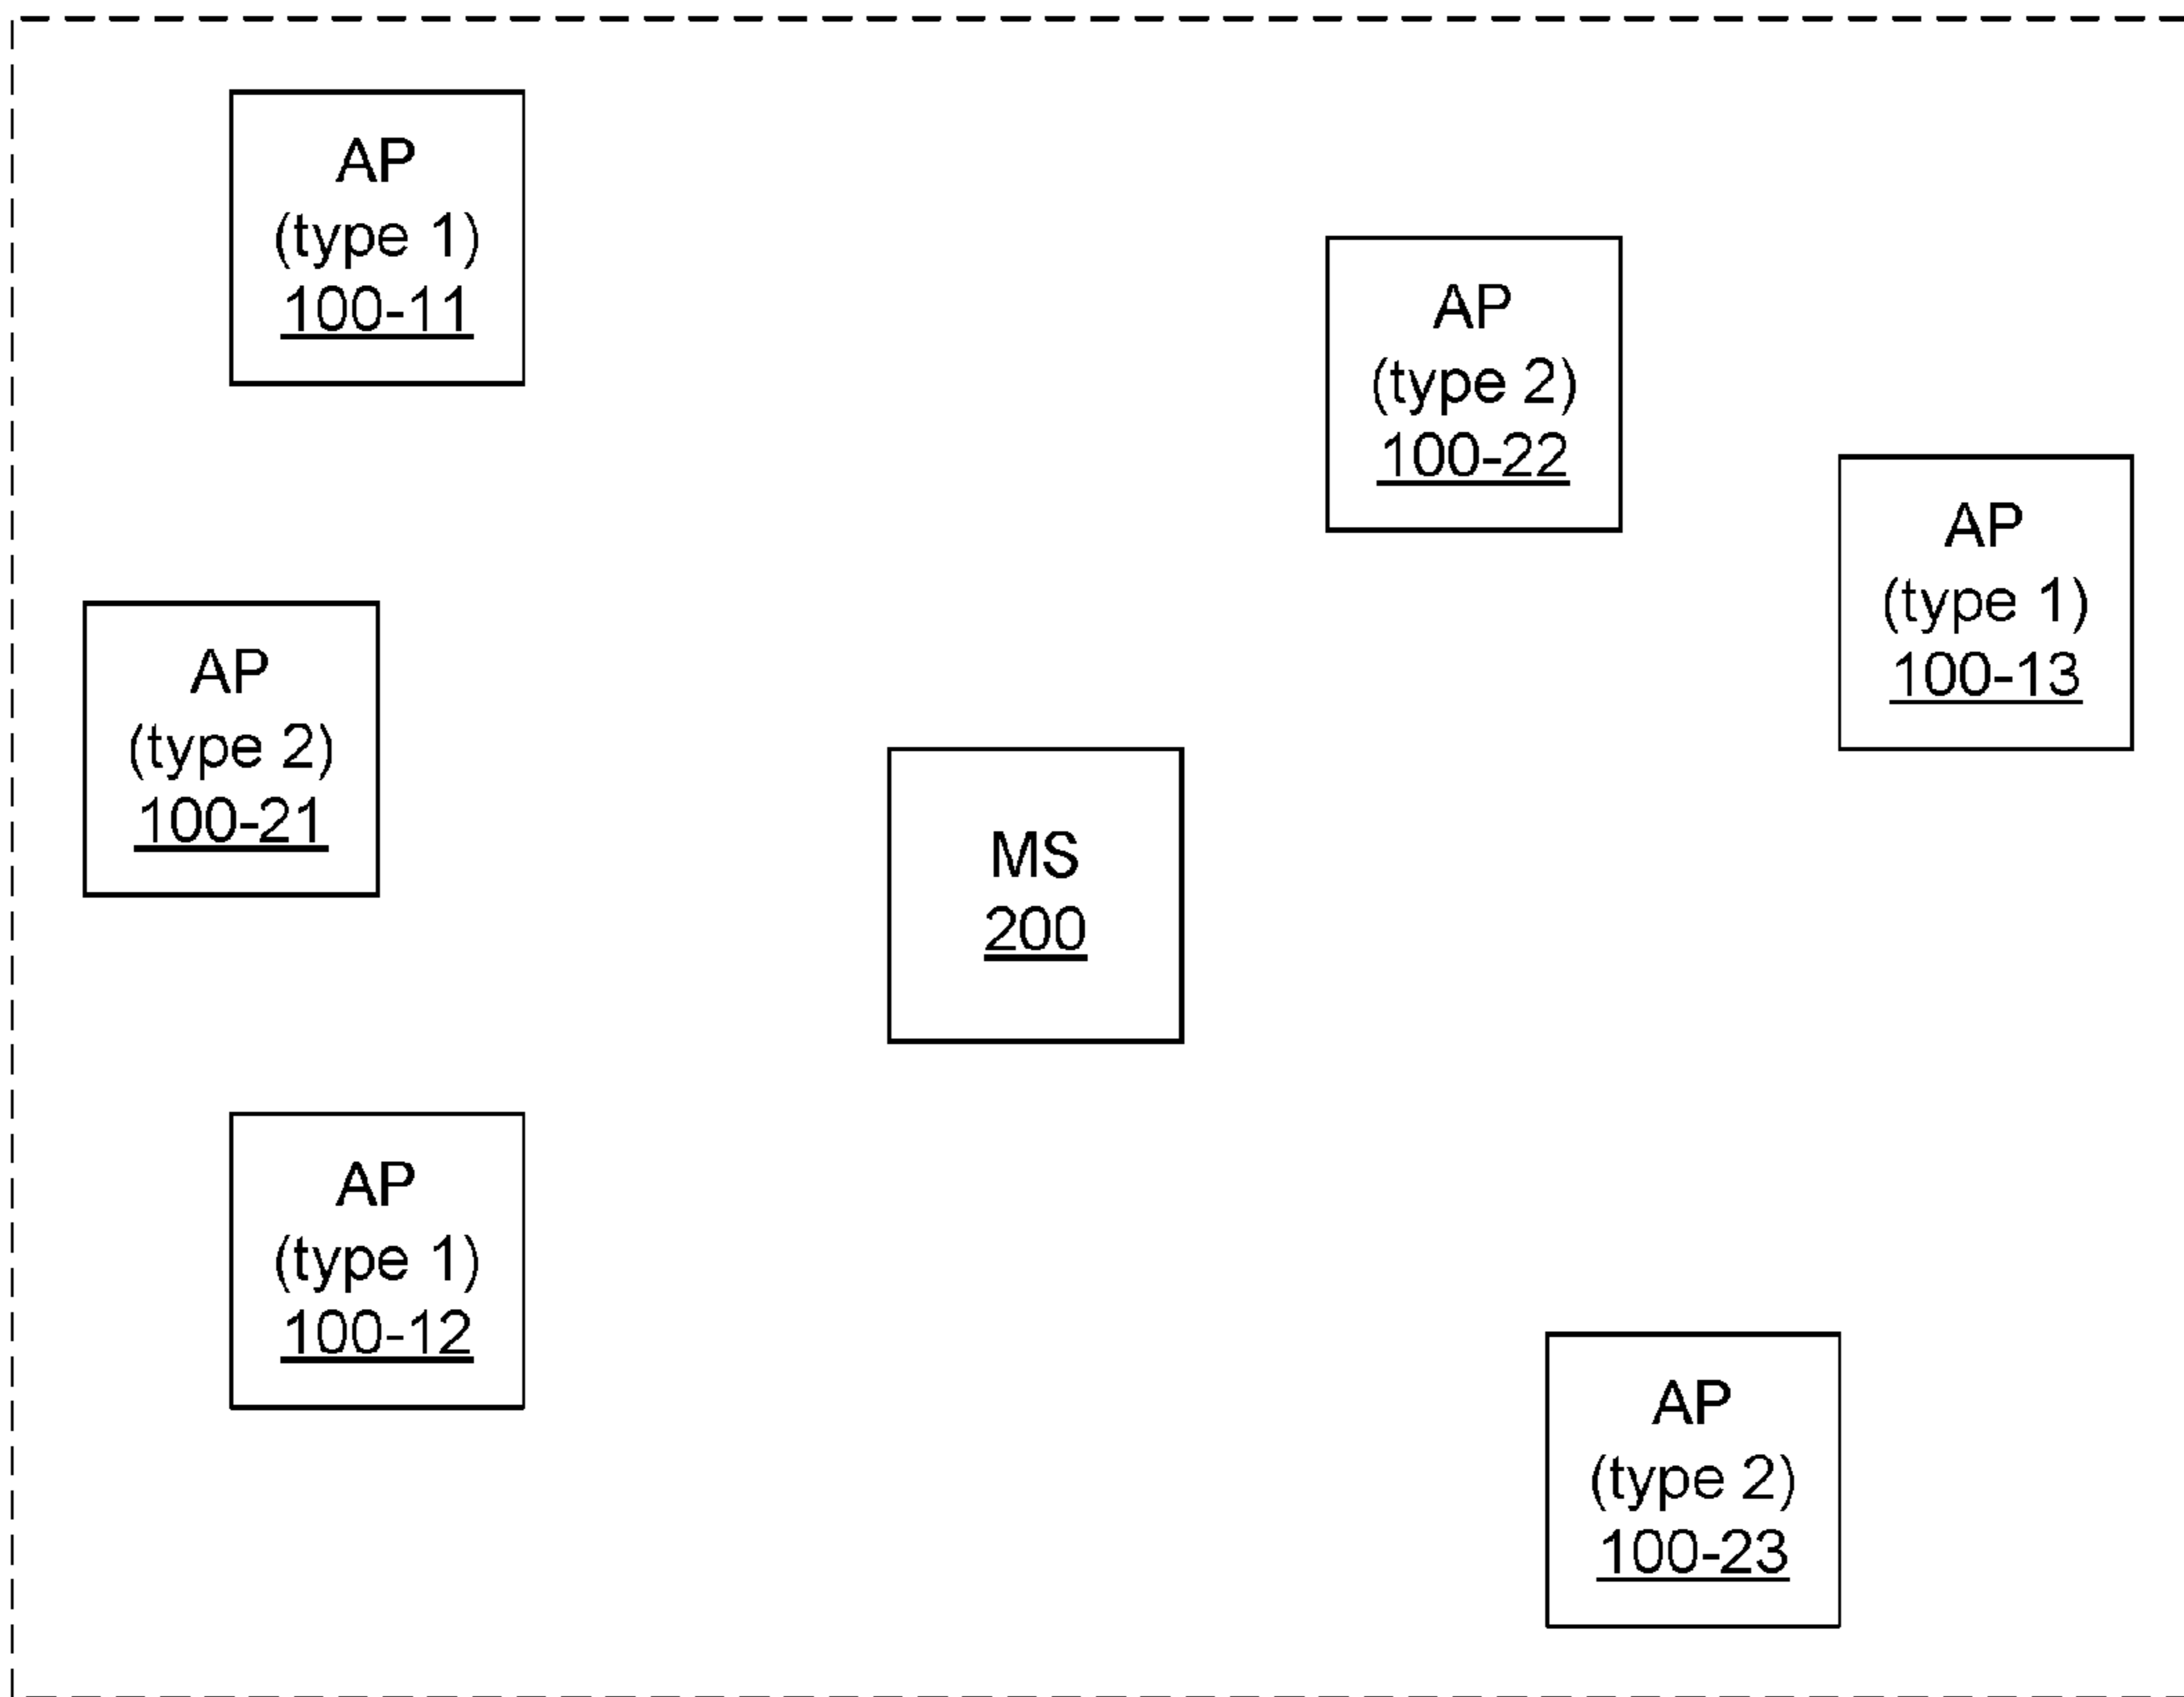 AP
(type 1)
100-11
AP
(type 2)
100-22
AP
(type 1)
100-13
AP
(type 2)
100-21
MS
200
AP
(type 1)
100-12
AP
(type 2)
100-23